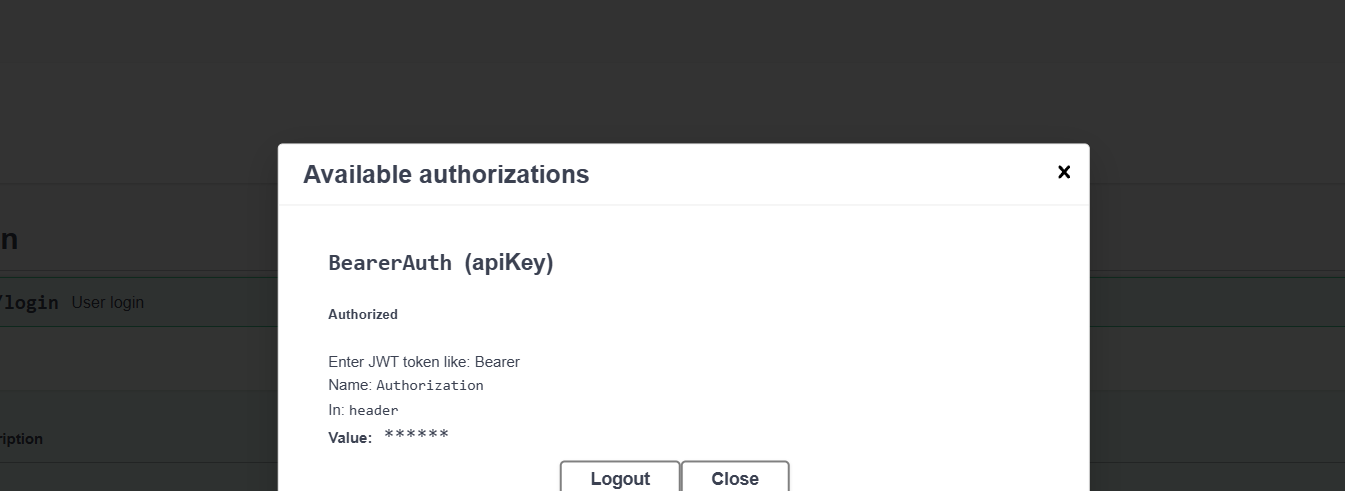 Available authorizations
n
BearerAuth (apiKey)
/login User login
Authorized
Enter JWT token like: Bearer
Name: Authorization
In: header
Value: ******
ription
Logout Close